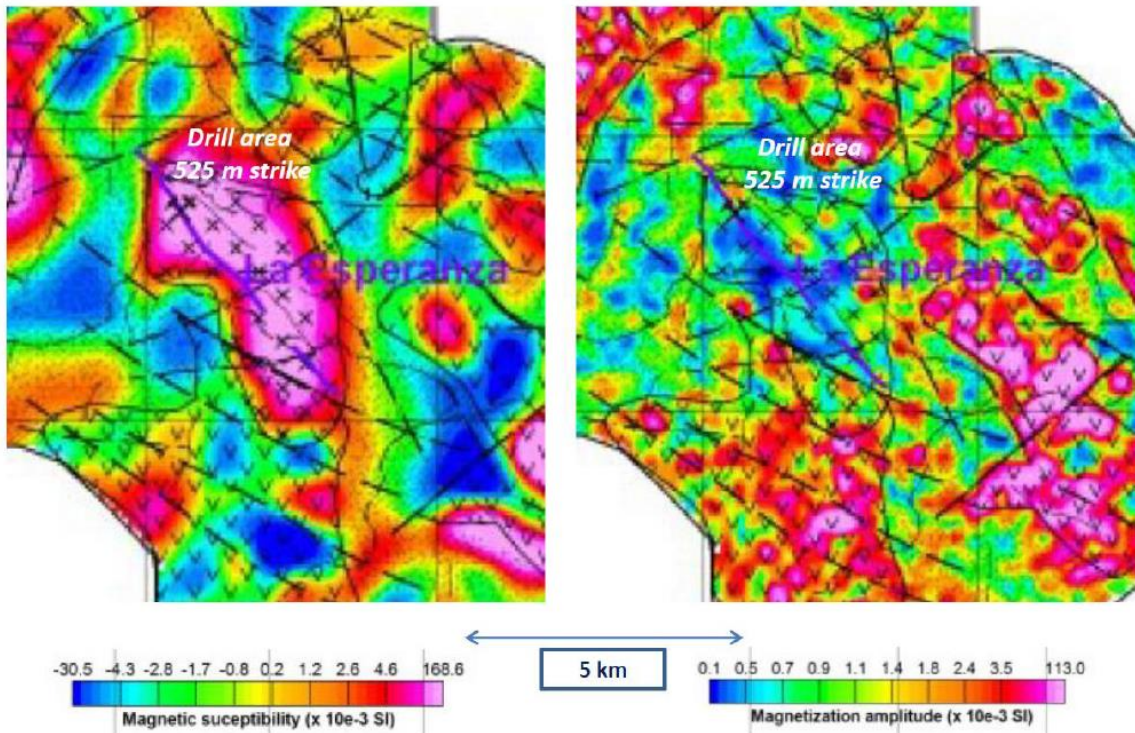 Drill area
525 m strike
La Esperanza
Drill area
525 m strike
La Esperanza
5 km
-30.5 -4.3 -2.8 -1.7 -0.8 0.2 1.2 2.6 4.6 168.6
Magnetic suceptibility (x 10e-3 SI)
0.1 0.5 0.7 0.9 1.1 1.4 1.8 2.4 3.5 113.0
Magnetization amplitude (x 10e-3 SI)